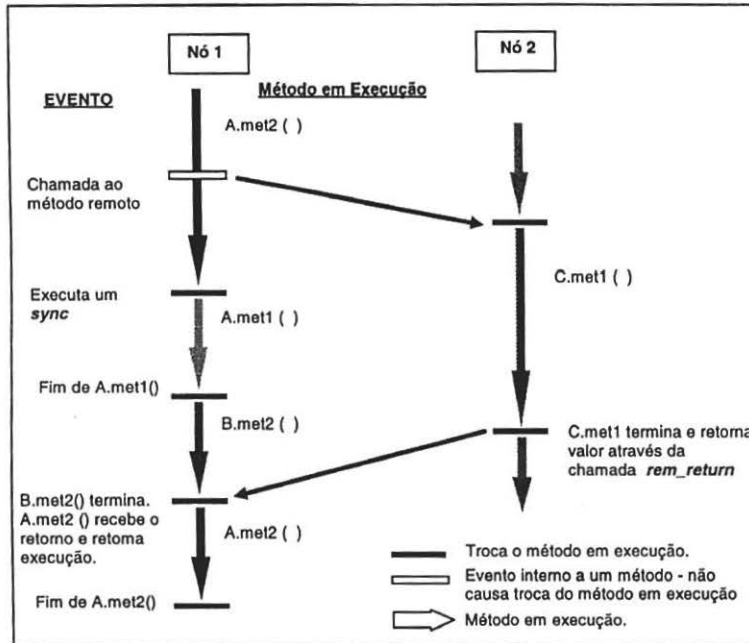 Nó 1
Nó 2
EVENTO
Método em Execução
A.met2 ( )
Chamada ao
método remoto
C.met1 ( )
Executa um
sync
A.met1 ( )
Fim de A.met1()
B.met2 ( )
C.met1 termina e retorna
valor através da
chamada rem_return
B.met2() termina.
A.met2 () recebe o
retorno e retoma
execução.
A.met2 ( )
Fim de A.met2()
Troca o método em execução.
Evento interno a um método - não
causa troca do método em execução
Método em execução.